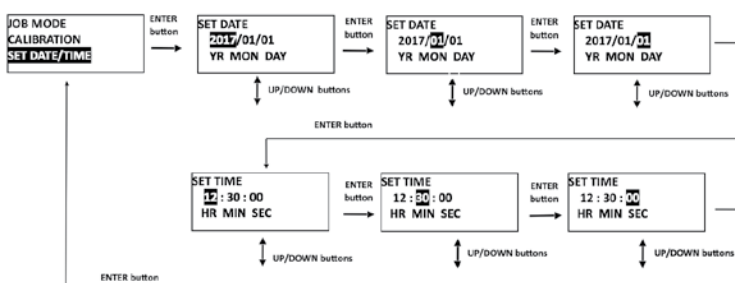 JOB MODE
CALIBRATION
SET DATE/TIME
ENTER
button
SET DATE
2017/01/01
YR MON DAY
UP/DOWN buttons
ENTER
button
SET DATE
2017/01/01
YR MON DAY
UP/DOWN buttons
ENTER
button
SET DATE
2017/01/01
YR MON DAY
UP/DOWN buttons
ENTER button
SET TIME
12 : 30 : 00
HR MIN SEC
UP/DOWN buttons
ENTER
button
SET TIME
12 : 30 : 00
HR MIN SEC
UP/DOWN buttons
ENTER
button
SET TIME
12 : 30 : 00
HR MIN SEC
UP/DOWN buttons
ENTER button